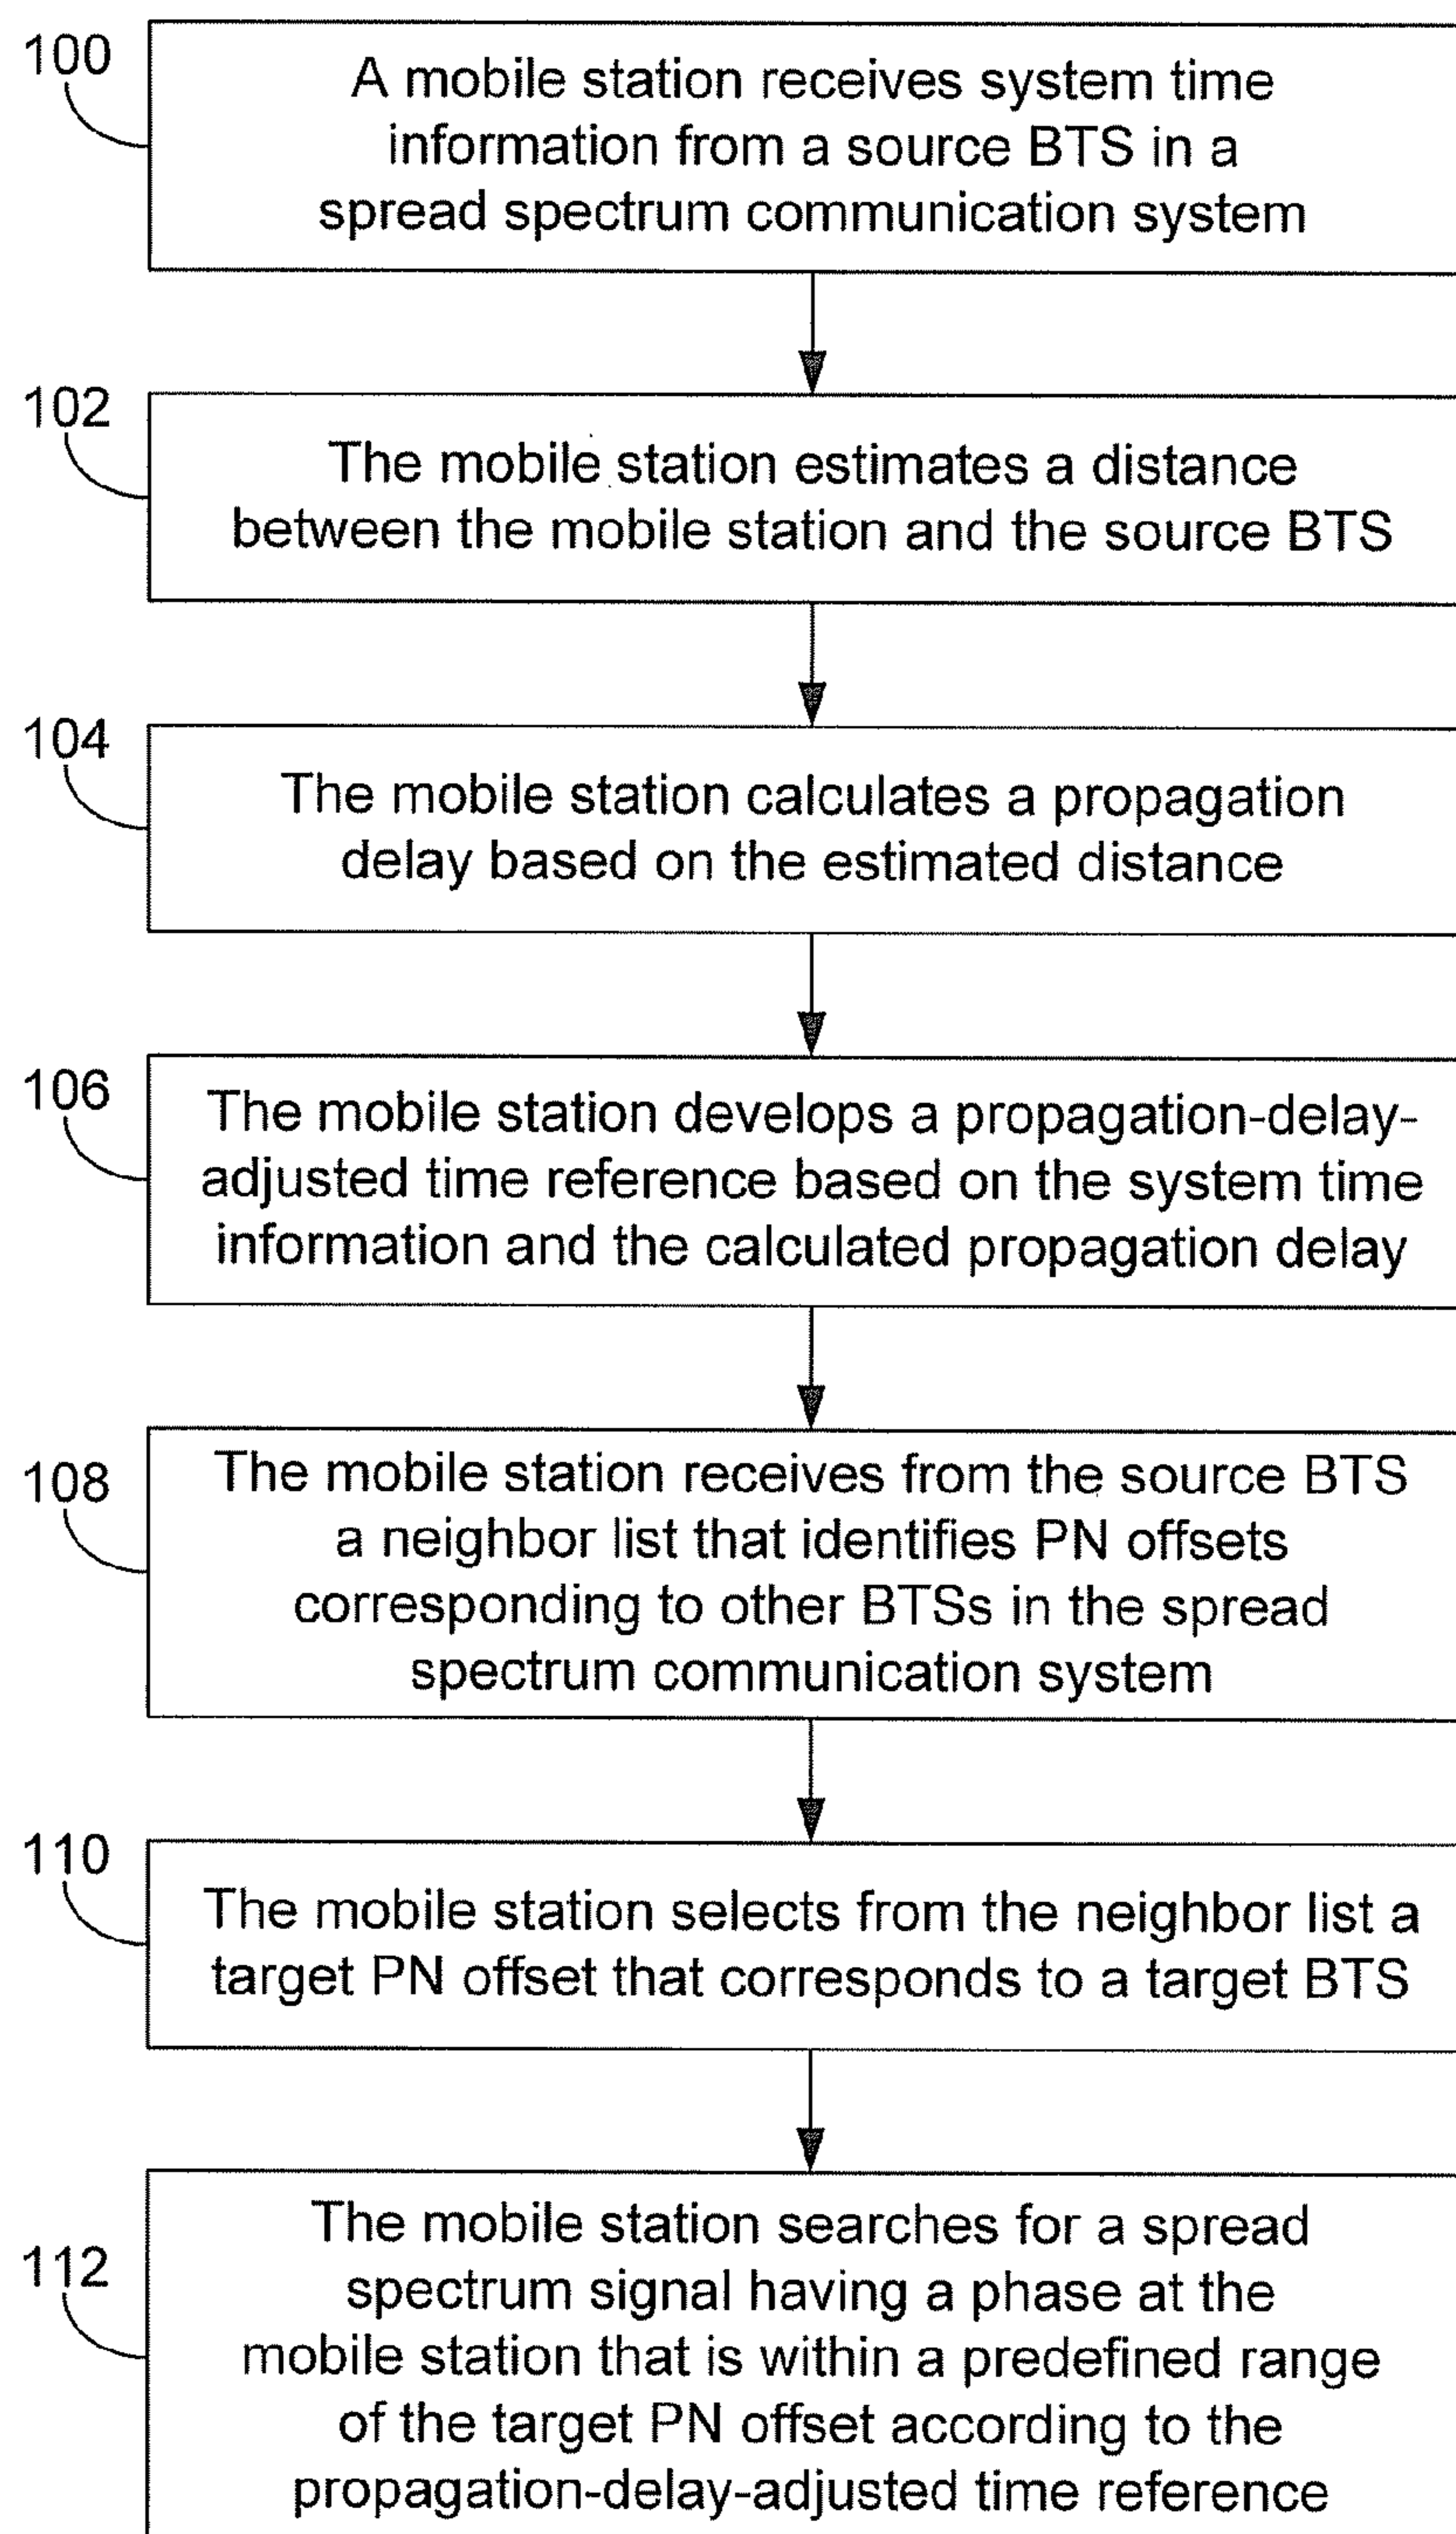 100
A mobile station receives system time
information from a source BTS in a
spread spectrum communication system
102
The mobile station estimates a distance
between the mobile station and the source BTS
104
The mobile station calculates a propagation
delay based on the estimated distance
106
The mobile station develops a propagation-delay-
adjusted time reference based on the system time
information and the calculated propagation delay
108
The mobile station receives from the source BTS
a neighbor list that identifies PN offsets
corresponding to other BTSs in the spread
spectrum communication system
110
The mobile station selects from the neighbor list a
target PN offset that corresponds to a target BTS
112
The mobile station searches for a spread
spectrum signal having a phase at the
mobile station that is within a predefined range
of the target PN offset according to the
propagation-delay-adjusted time reference